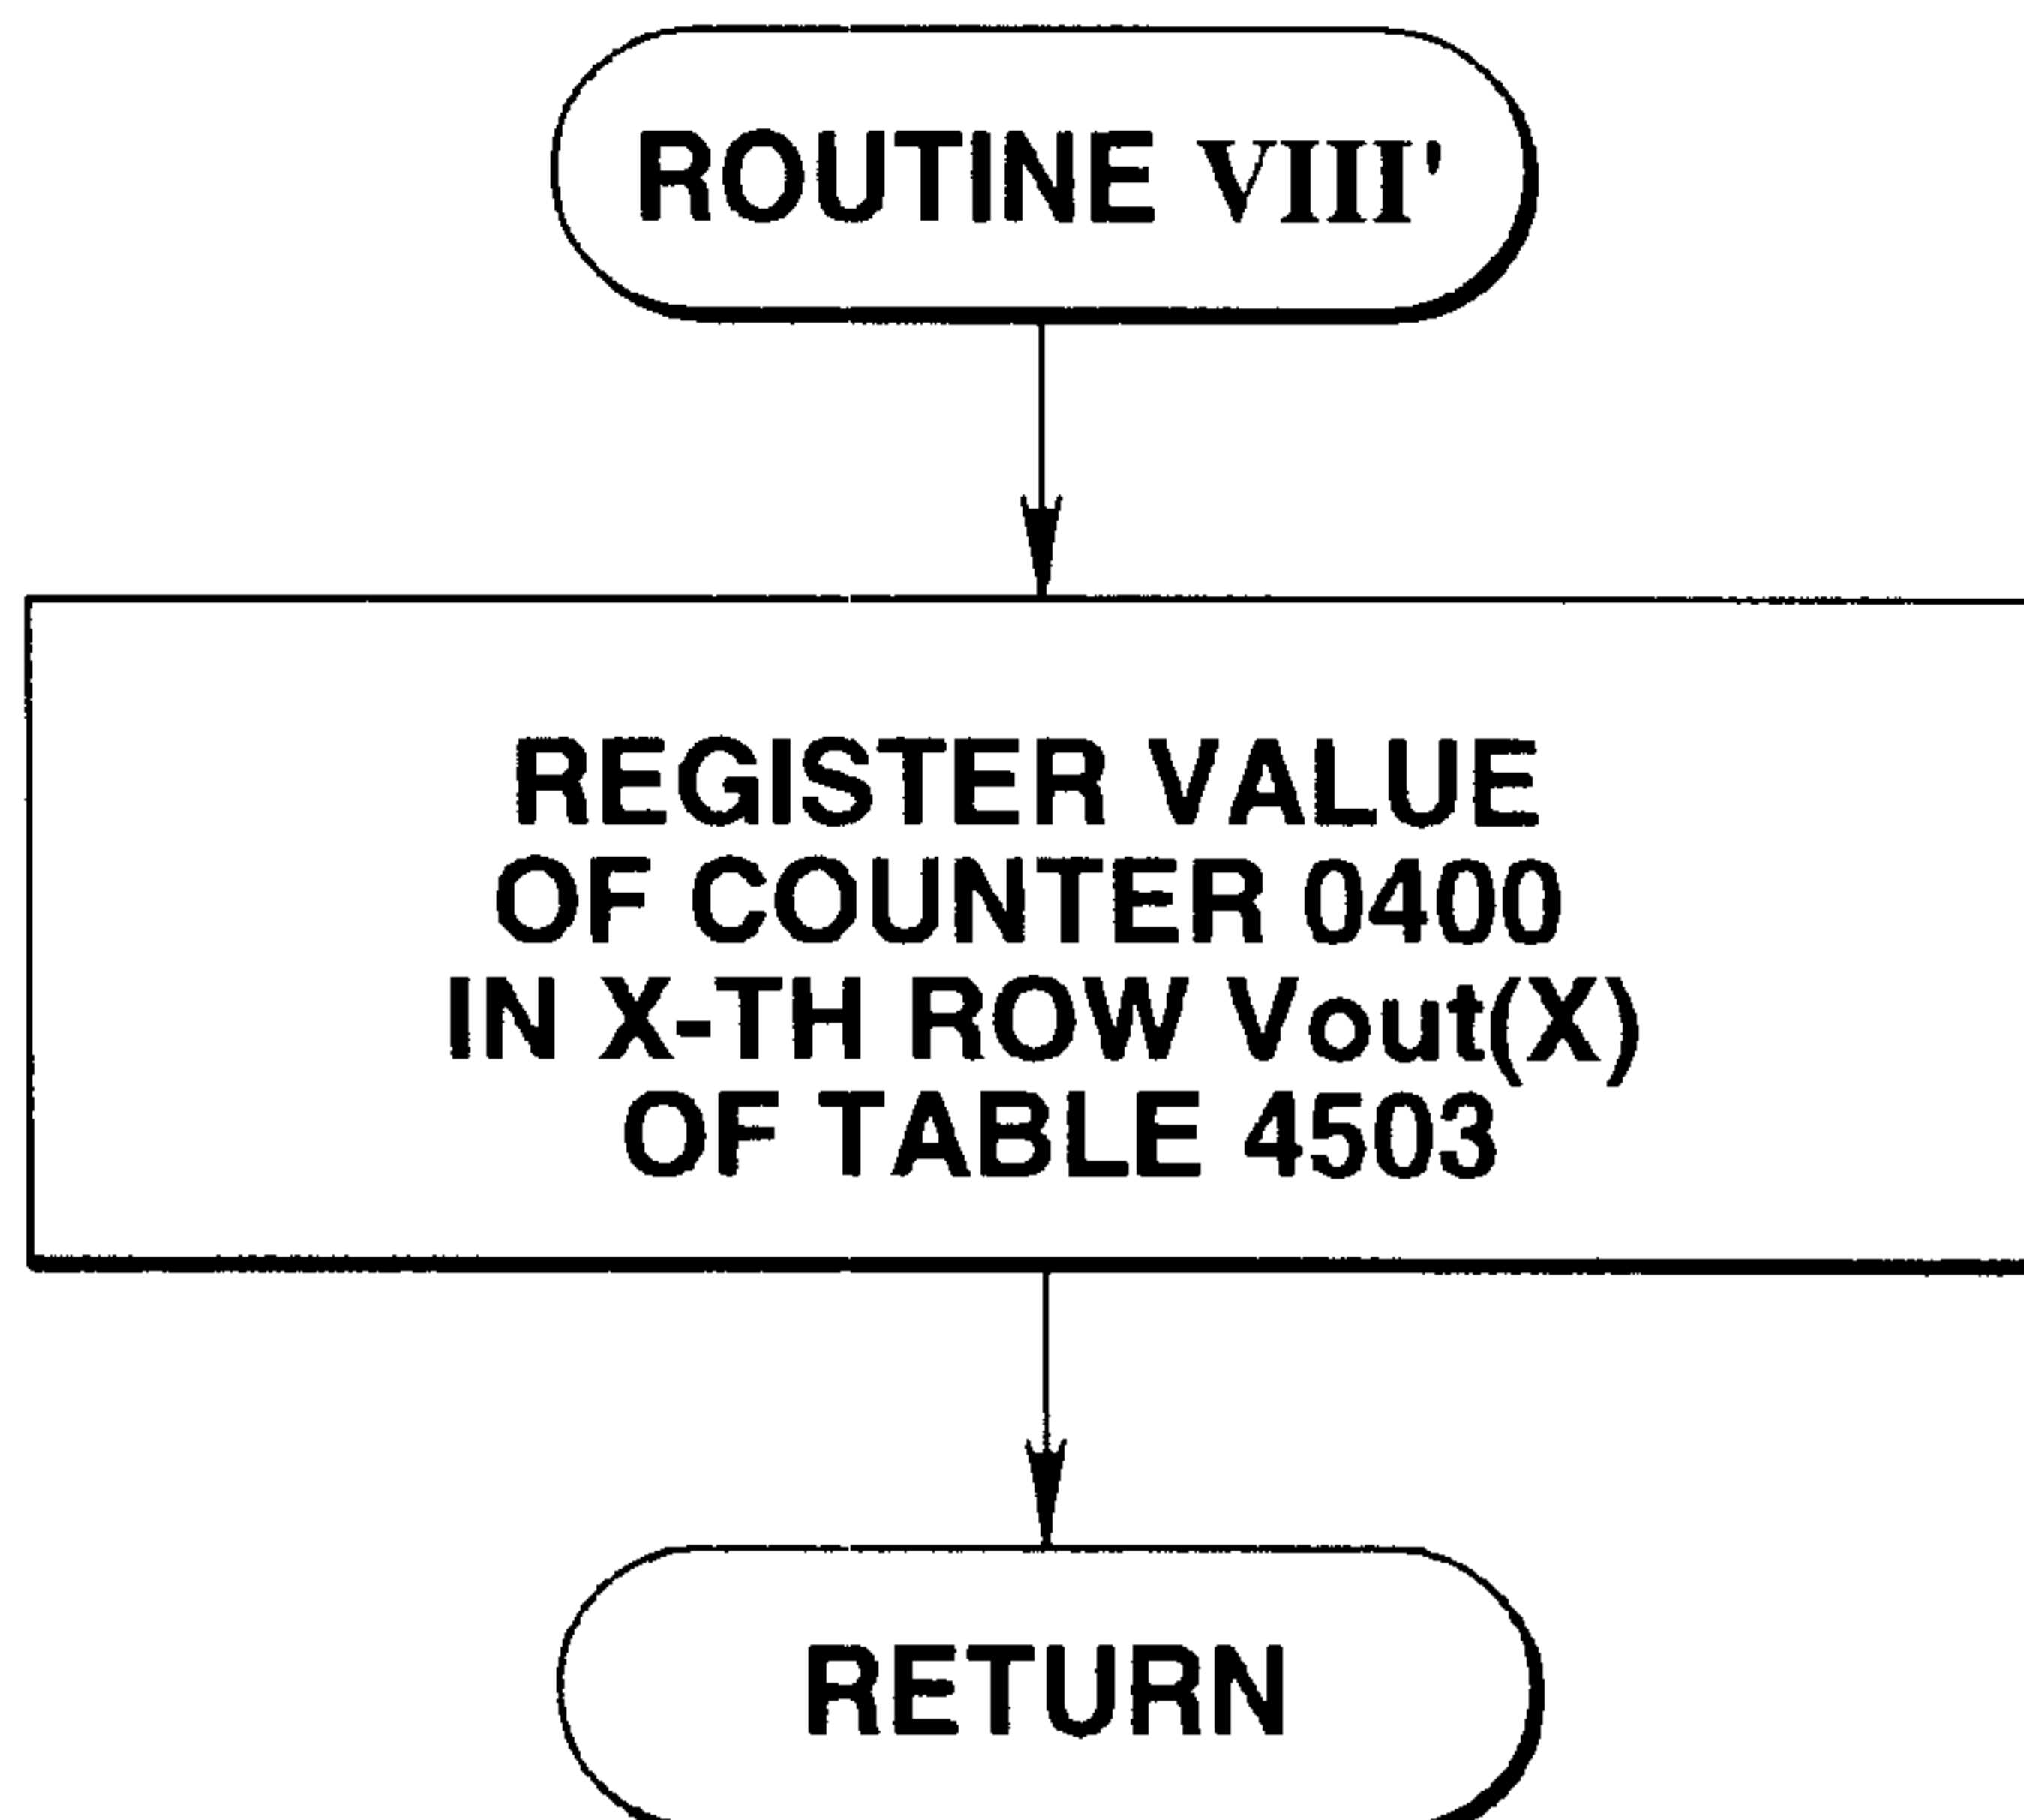 ROUTINE VIII'
REGISTER VALUE
OF COUNTER 0400
IN X-TH ROW Vout(X)
OF TABLE 4503
RETURN